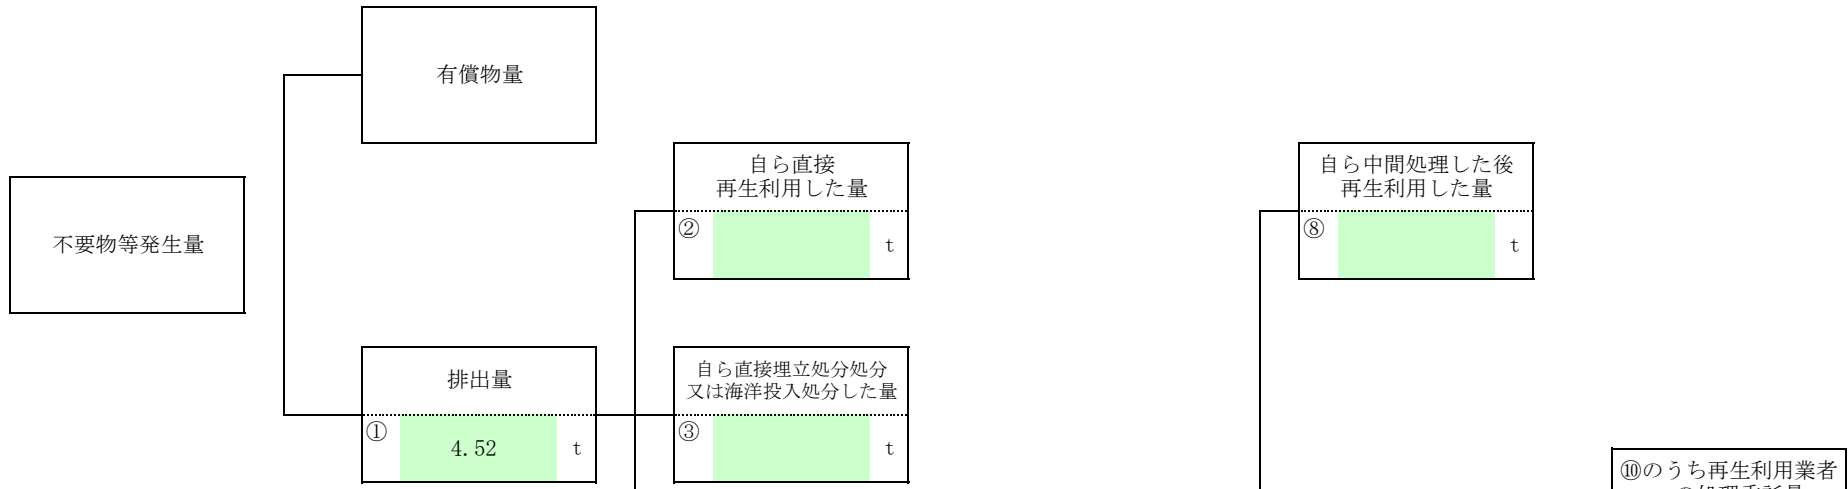 有償物量
自ら直接
再生利用した量
② t
自ら中間処理した後
再生利用した量
⑧ t
不要物等発生量
排出量
① 4.52 t
自ら直接埋立処分処分
又は海洋投入処分した量
③ t
⑩のうち再生利用業者